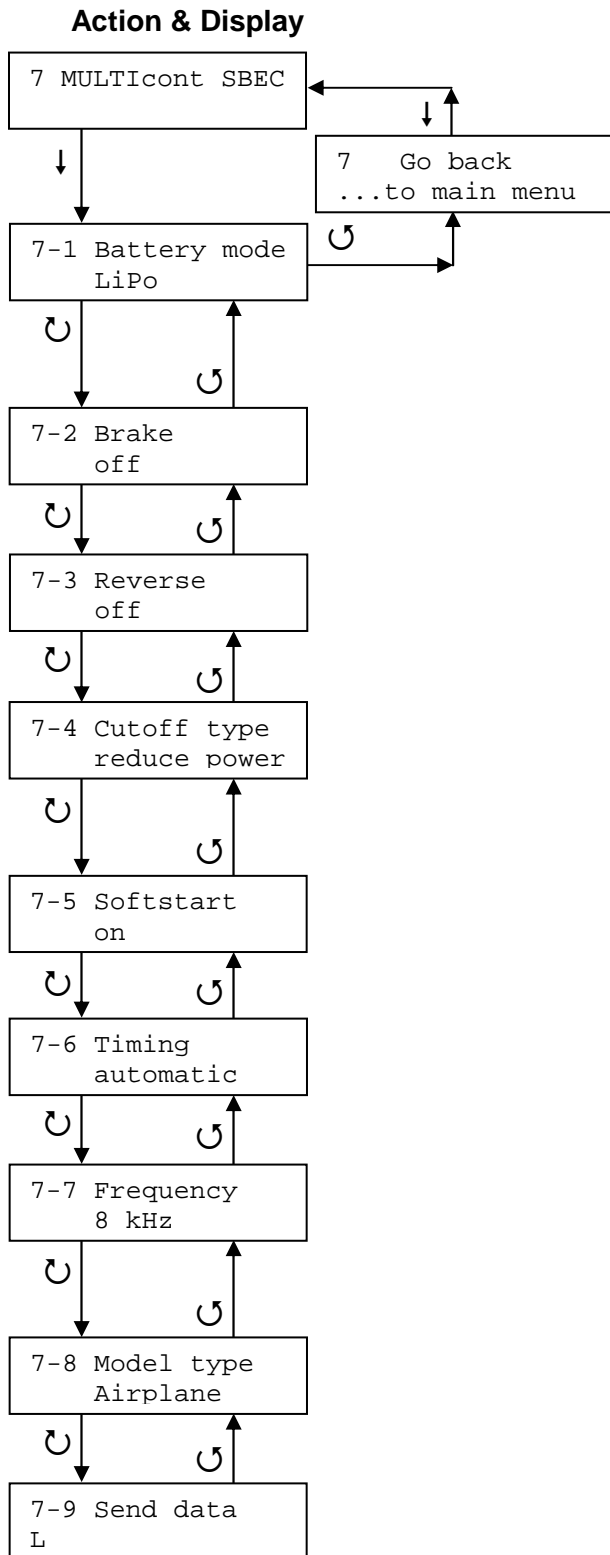 Action & Display
7 MULTIcont SBEC
7 Go back
...to main menu
7-1 Battery mode
LiPo
7-2 Brake
off
7-3 Reverse
off
7-4 Cutoff type
reduce power
7-5 Softstart
on
7-6 Timing
automatic
7-7 Frequency
8 kHz
7-8 Model type
Airplane
7-9 Send data
L